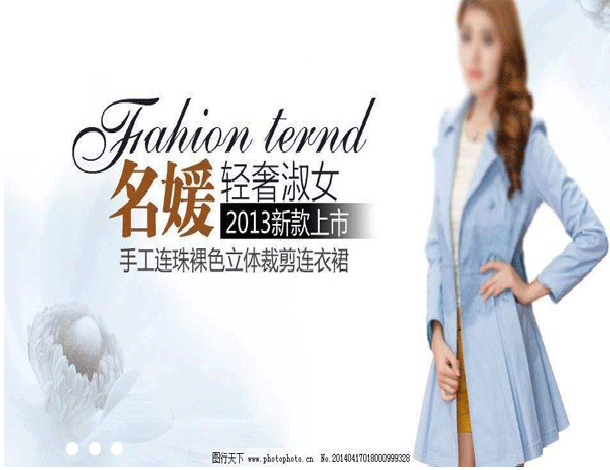 Fahion ternd
名媛
轻奢淑女
2013新款上市
手工连珠裸色立体裁剪连衣裙
图行天下 www.photophoto.cn No.20140417018000999328